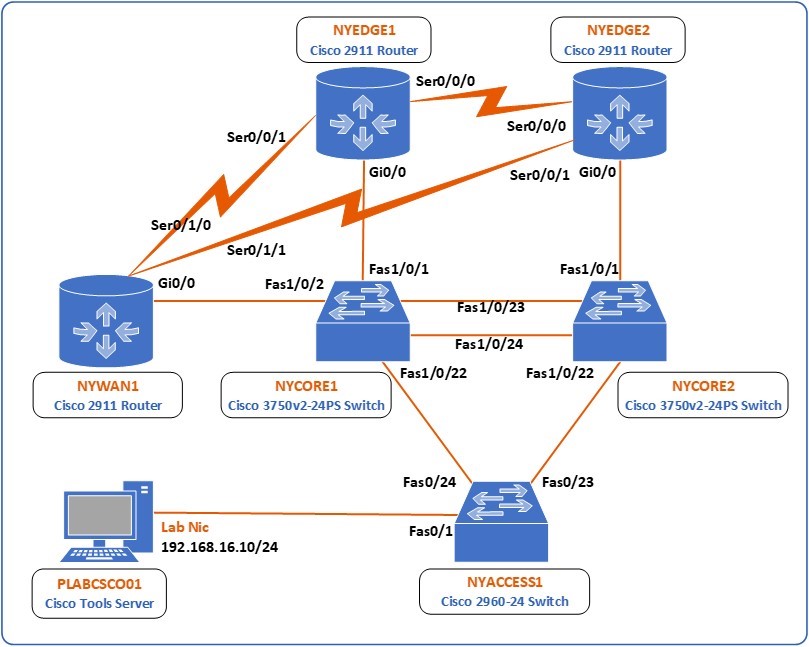 NYEDGE1
Cisco 2911 Router
NYEDGE2
Cisco 2911 Router
Ser0/0/0
Ser0/0/0
Ser0/0/1
Gi0/0
Ser0/0/1
Gi0/0
Ser0/1/0
Ser0/1/1
Gi0/0
Fas1/0/2
Fas1/0/1
Fas1/0/1
Fas1/0/23
Fas1/0/24
Fas1/0/22
Fas1/0/22
NYWAN1
Cisco 2911 Router
NYCORE1
Cisco 3750v2-24PS Switch
NYCORE2
Cisco 3750v2-24PS Switch
Fas0/24
Fas0/23
Lab Nic
192.168.16.10/24
Fas0/1
PLABCSCO01
Cisco Tools Server
NYACCESS1
Cisco 2960-24 Switch